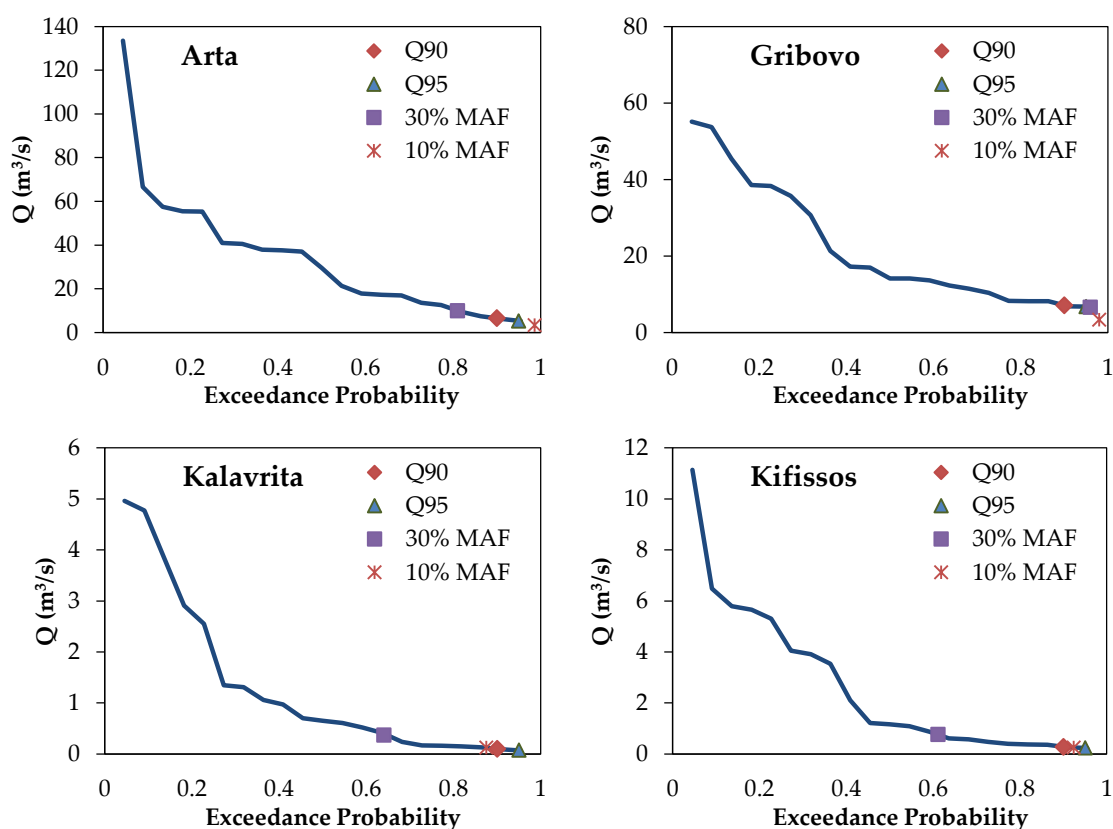 Arta
Q (m³/s)
140
120
100
80
60
40
20
0
0 0.2 0.4 0.6 0.8 1
Exceedance Probability
Q90
Q95
30% MAF
10% MAF
Gribovo
Q (m³/s)
80
60
40
20
0
0 0.2 0.4 0.6 0.8 1
Exceedance Probability
Q90
Q95
30% MAF
10% MAF
Kalavrita
Q (m³/s)
6
5
4
3
2
1
0
0 0.2 0.4 0.6 0.8 1
Exceedance Probability
Q90
Q95
30% MAF
10% MAF
Kifissos
Q (m³/s)
12
10
8
6
4
2
0
0 0.2 0.4 0.6 0.8 1
Exceedance Probability
Q90
Q95
30% MAF
10% MAF